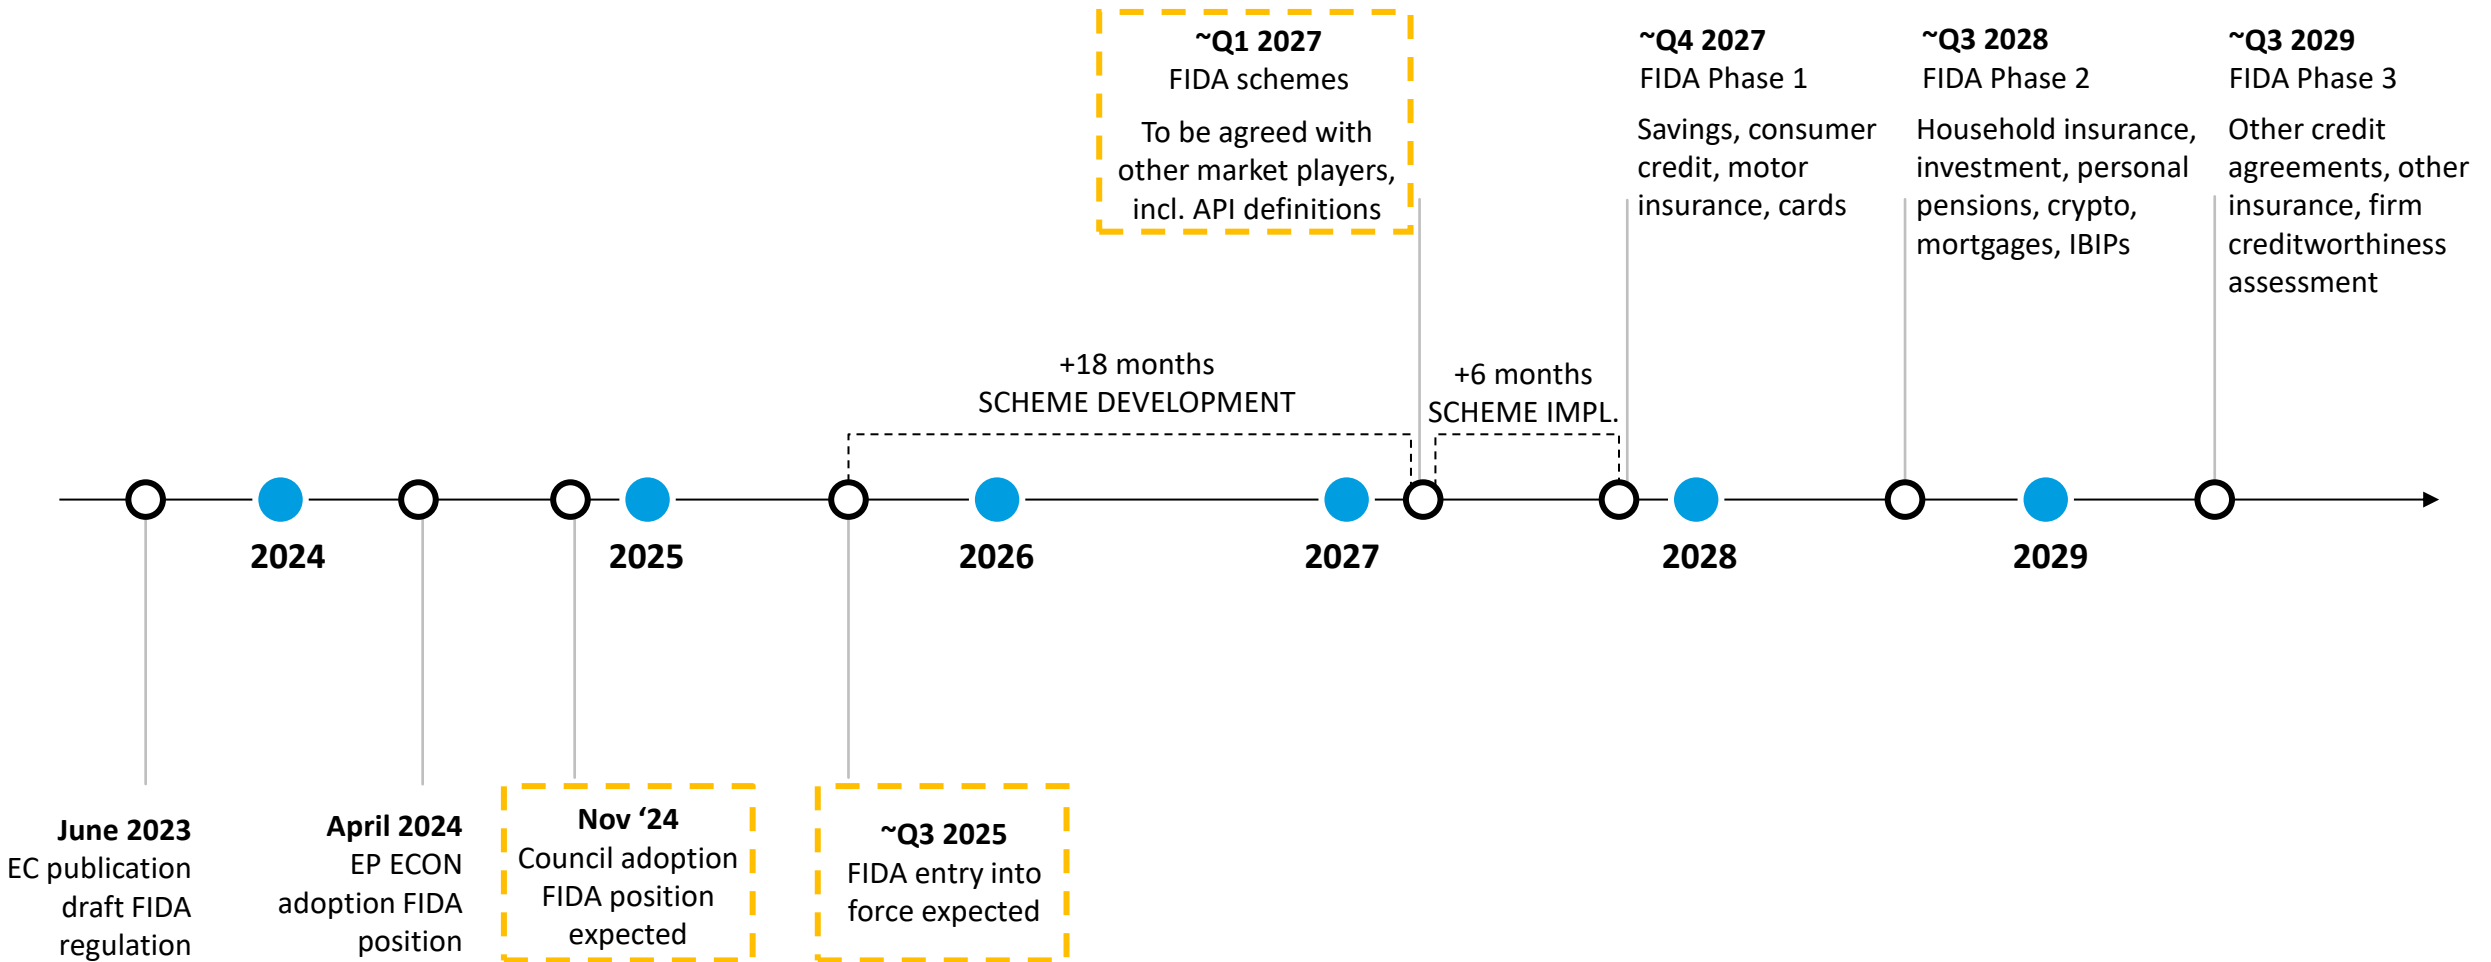 ~Q1 2027
FIDA schemes
To be agreed with
other market players,
incl. API definitions
~Q4 2027
FIDA Phase 1
Savings, consumer
credit, motor
insurance, cards
~Q3 2028
FIDA Phase 2
Household insurance,
investment, personal
pensions, crypto,
mortgages, IBIPs
~Q3 2029
FIDA Phase 3
Other credit
agreements, other
insurance, firm
creditworthiness
assessment
+18 months
SCHEME DEVELOPMENT
+6 months
SCHEME IMPL.
2024
2025
2026
2027
2028
2029
June 2023
EC publication
draft FIDA
regulation
April 2024
EP ECON
adoption FIDA
position
Nov ‘24
Council adoption
FIDA position
expected
~Q3 2025
FIDA entry into
force expected